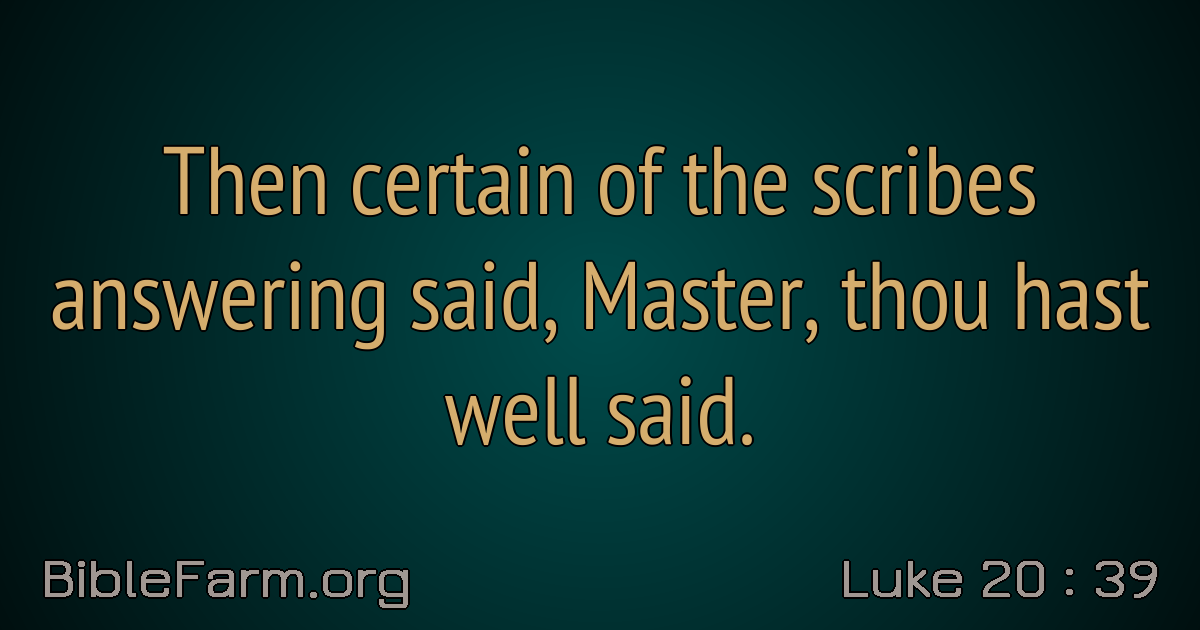 Then certain of the scribes
answering said, Master, thou hast
well said.
BibleFarm.org
Luke 20 : 39